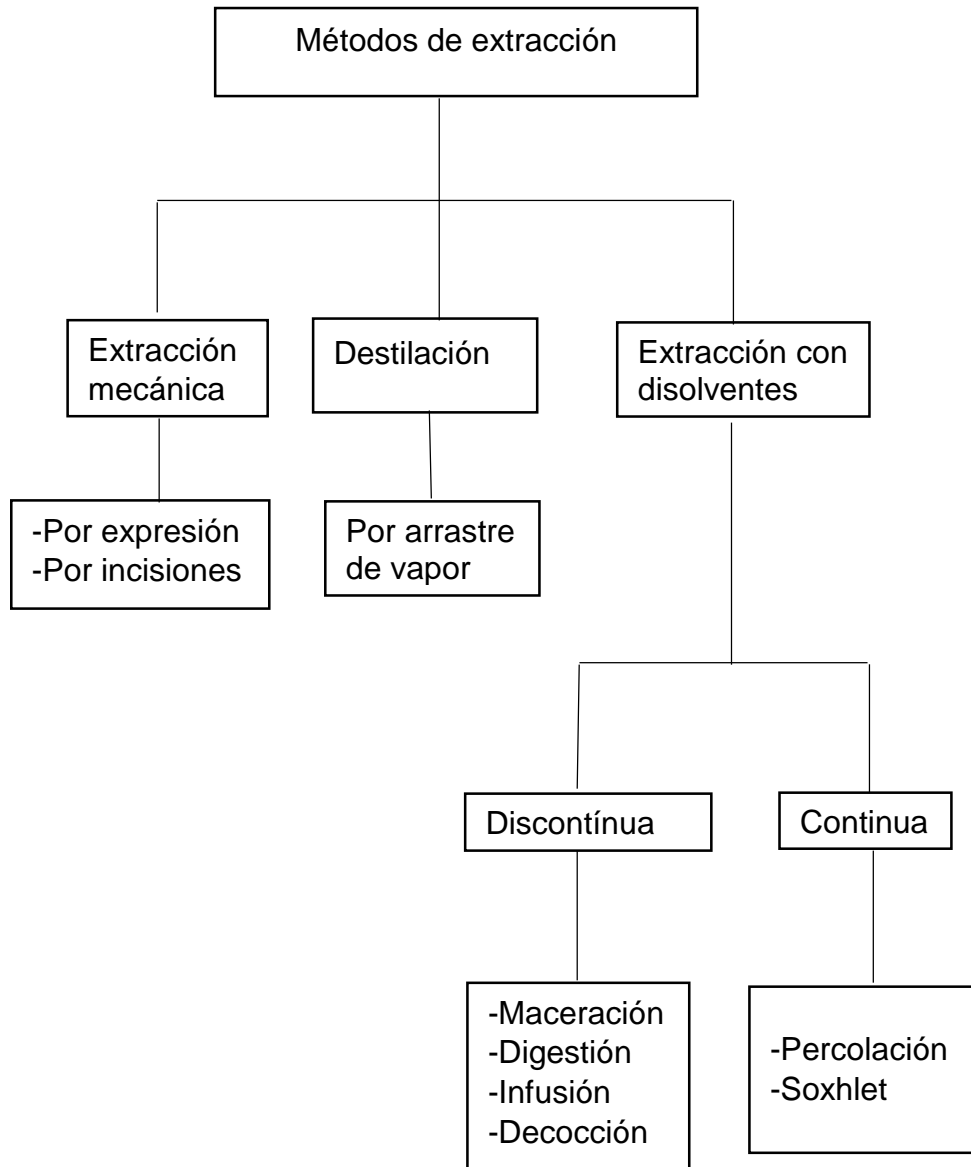 Métodos de extracción
Extracción
mecánica
Destilación
Extracción con
disolventes
-Por expresión
-Por incisiones
Por arrastre
de vapor
Discontínua
Continua
-Maceración
-Digestión
-Infusión
-Decocción
-Percolación
-Soxhlet